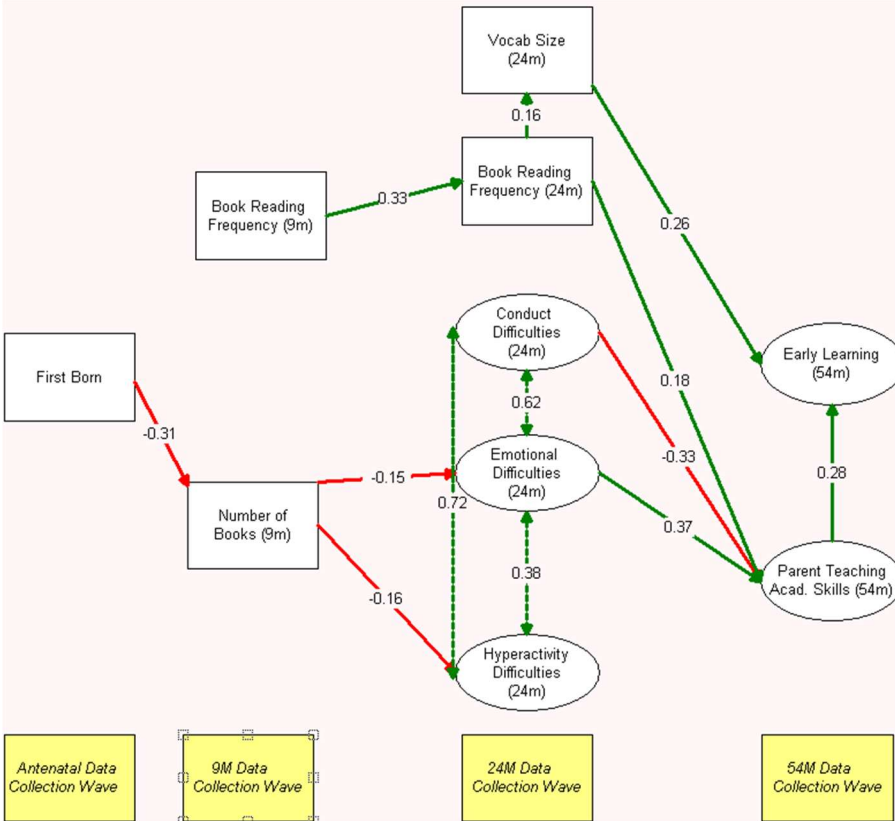 Vocab Size
(24m)
0.16
Book Reading
Frequency (24m)
Book Reading
Frequency (9m)
0.33
0.26
Conduct
Difficulties
(24m)
Early Learning
(54m)
First Born
0.18
0.62
-0.31
-0.33
Emotional
Difficulties
(24m)
-0.15
0.28
0.72
Number of
Books (9m)
0.37
0.38
Parent Teaching
Acad. Skills (54m)
-0.16
Hyperactivity
Difficulties
(24m)
Antenatal Data
Collection Wave
9M Data
Collection Wave
24M Data
Collection Wave
54M Data
Collection Wave